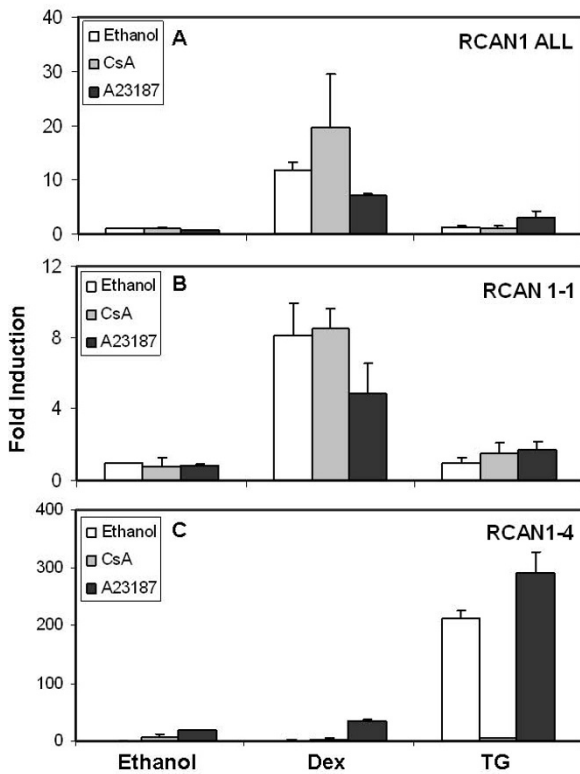 40
30
20
10
0
Ethanol
CsA
A23187
A
RCAN1 ALL
12
8
4
0
Ethanol
CsA
A23187
B
RCAN 1-1
400
300
200
100
0
Ethanol
CsA
A23187
C
RCAN1-4
Fold Induction
Ethanol Dex TG